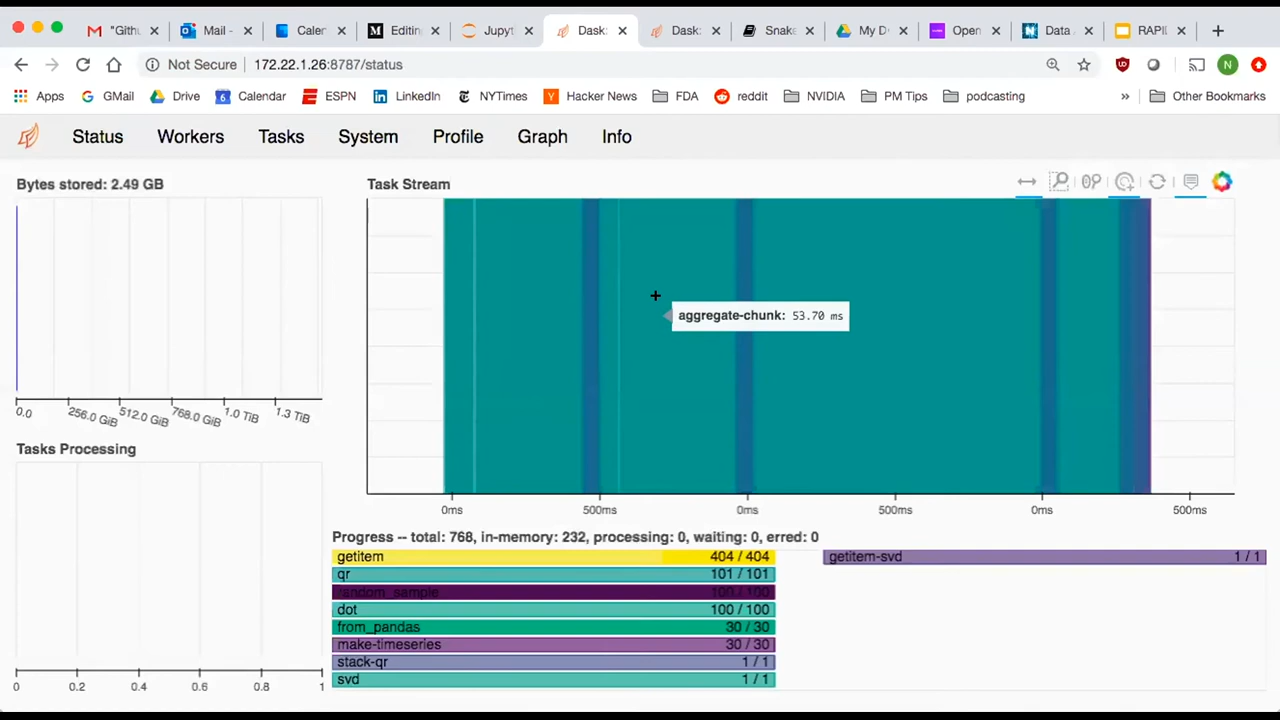 "Githu
Mail -
Calen
Editin
Jupyt
Dask:
Dask:
Snake
My D
Open
Data
RAPID
Not Secure | 172.22.1.26:8787/status
N
Apps GMail Drive 6 Calendar ESPN LinkedIn NYTimes Hacker News FDA reddit NVIDIA PM Tips podcasting » Other Bookmarks
Status Workers Tasks System Profile Graph Info
Bytes stored: 2.49 GB
0.0 256.0 GiB 512.0 GiB 768.0 GiB 1.0 TiB 1.3 TiB
Tasks Processing
0 0.2 0.4 0.6 0.8 1
Task Stream
aggregate-chunk: 53.70 ms
0ms 500ms 0ms 500ms 0ms 500ms
Progress -- total: 768, in-memory: 232, processing: 0, waiting: 0, erred: 0
getitem 404 / 404
qr 101 / 101
random_sample 100 / 100
dot 100 / 100
from_pandas 30 / 30
make-timeseries 30 / 30
stack-qr 1 / 1
svd 1 / 1
getitem-svd 1 / 1